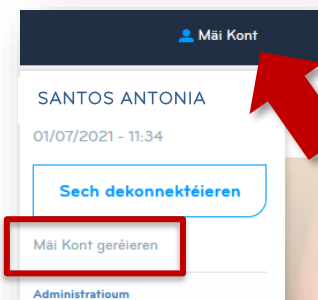 Mäi Kont
SANTOS ANTONIA
01/07/2021 - 11:34
Sech dekonnektéieren
Mäi Kont geréieren
Administratioun